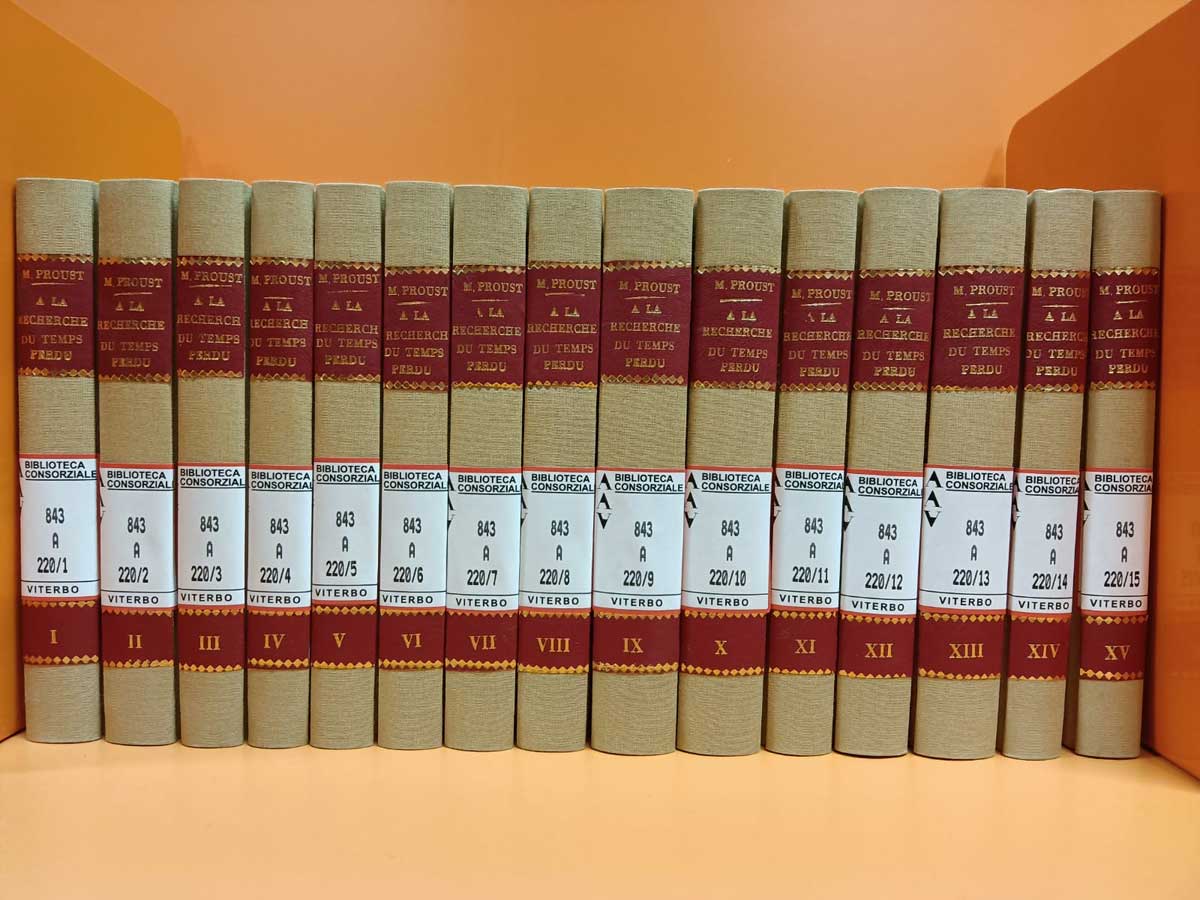 M. PROUST
A LA
RECHERCHE
DU TEMPS
PERDU
BIBLIOTECA
CONSORZIALE
843
A
220/1
VITERBO
I
M. PROUST
A LA
RECHERCHE
DU TEMPS
PERDU
BIBLIOTECA
CONSORZIALE
843
A
220/2
VITERBO
II
M. PROUST
A LA
RECHERCH
DU TEMPS
PERDU
BIBLIOTECA
CONSORZIALE
843
A
220/3
VITERBO
III
M. PROUST
A LA
RECHERCH
DU TEMPS
PERDU
BIBLIOTECA
CONSORZIALE
843
A
220/4
VITERBO
IV
M. PROUST
A LA
RECHERCH
DU TEMPS
PERDU
BIBLIOTECA
CONSORZIALE
843
A
220/5
VITERBO
V
M. PROUST
A LA
RECHERCH
DU TEMPS
PERDU
BIBLIOTECA
CONSORZIALE
843
A
220/6
VITERBO
VI
M. PROUST
A LA
RECHERCHE
DU TEMPS
PERDU
BIBLIOTECA
CONSORZIALE
843
A
220/7
VITERBO
VII
M. PROUST
A LA
RECHERCHE
DU TEMPS
PERDU
BIBLIOTECA
CONSORZIALE
843
A
220/8
VITERBO
VIII
M. PROUST
A LA
RECHERCHE
DU TEMPS
PERDU
BIBLIOTECA
CONSORZIALE
843
A
220/9
VITERBO
IX
M. PROUST
A LA
RECHERCHE
DU TEMPS
PERDU
BIBLIOTECA
CONSORZIALE
843
A
220/10
VITERBO
X
M. PROUST
A LA
RECHERCHE
DU TEMPS
PERDU
BIBLIOTECA
CONSORZIALE
843
A
220/11
VITERBO
XI
M. PROUST
A LA
RECHERCHE
DU TEMPS
PERDU
BIBLIOTECA
CONSORZIALE
843
A
220/12
VITERBO
XII
M. PROUST
A LA
RECHERCHE
DU TEMPS
PERDU
BIBLIOTECA
CONSORZIALE
843
A
220/13
VITERBO
XIII
M. PROUST
A LA
RECHERCHE
DU TEMPS
PERDU
BIBLIOTECA
CONSORZIALE
843
A
220/14
VITERBO
XIV
M. PROUST
A LA
RECHERCHE
DU TEMPS
PERDU
BIBLIOTECA
CONSORZIALE
843
A
220/15
VITERBO
XV